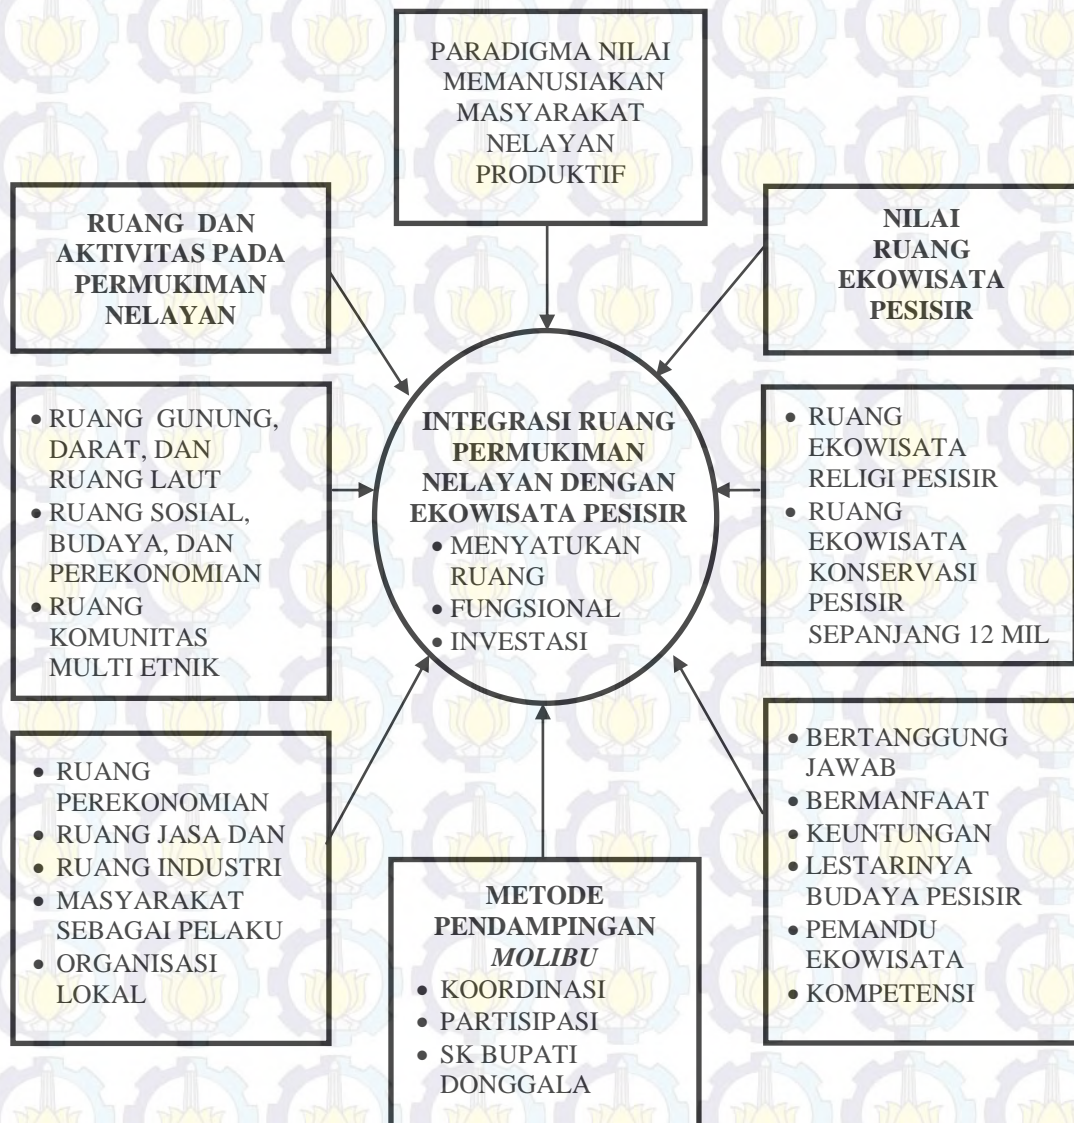 PARADIGMA NILAI
MEMANUSIAKAN
MASYARAKAT
NELAYAN
PRODUKTIF
RUANG DAN
AKTIVITAS PADA
PERMUKIMAN
NELAYAN
NILAI
RUANG
EKOWISATA
PESISIR
• RUANG GUNUNG,
DARAT, DAN
RUANG LAUT
• RUANG SOSIAL,
BUDAYA, DAN
PEREKONOMIAN
• RUANG
KOMUNITAS
MULTI ETNIK
INTEGRASI RUANG
PERMUKIMAN
NELAYAN DENGAN
EKOWISATA PESISIR
• MENYATUKAN
RUANG
• FUNGSIONAL
• INVESTASI
• RUANG
EKOWISATA
RELIGI PESISIR
• RUANG
EKOWISATA
KONSERVASI
PESISIR
SEPANJANG 12 MIL
• RUANG
PEREKONOMIAN
• RUANG JASA DAN
• RUANG INDUSTRI
• MASYARAKAT
SEBAGAI PELAKU
• ORGANISASI
LOKAL
METODE
PENDAMPINGAN
MOLIBU
• KOORDINASI
• PARTISIPASI
• SK BUPATI
DONGGALA
• BERTANGGUNG
JAWAB
• BERMANFAAT
• KEUNTUNGAN
• LESTARINYA
BUDAYA PESISIR
• PEMANDU
EKOWISATA
• KOMPETENSI